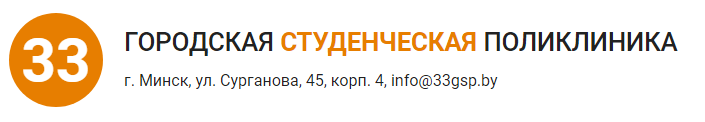 33
ГОРОДСКАЯ СТУДЕНЧЕСКАЯ ПОЛИКЛИНИКА
г. Минск, ул. Сурганова, 45, корп. 4, info@33gsp.by